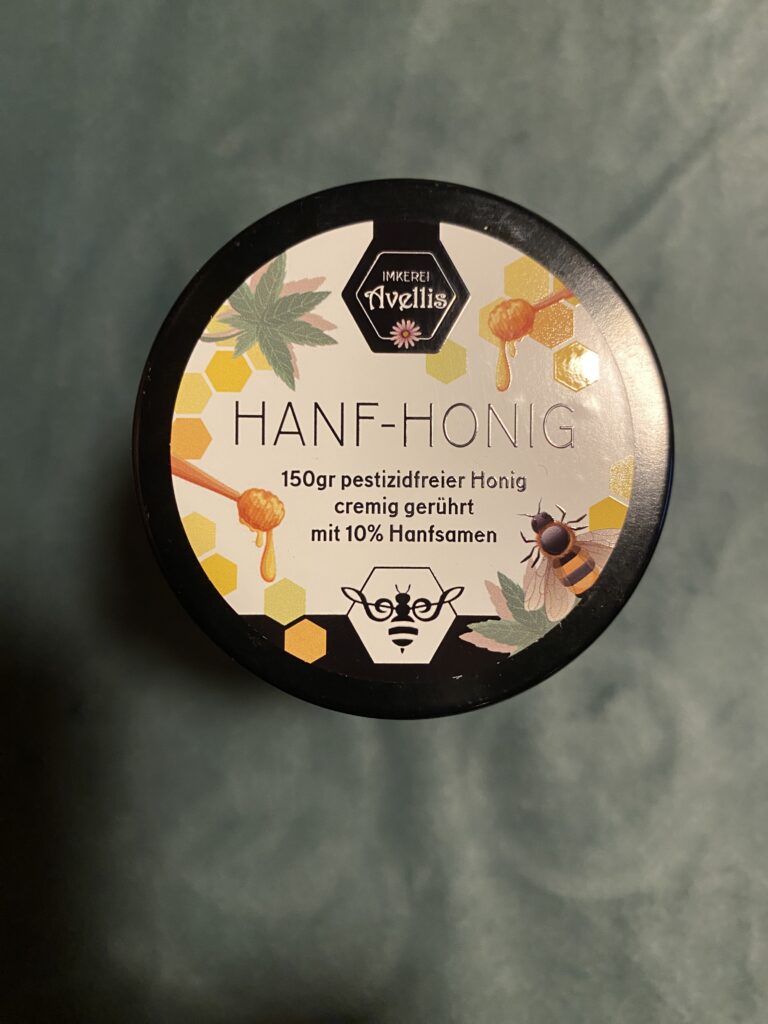 IMKEREI
Avellis
HANF-HONIG
150gr pestizidfreier Honig
cremig gerührt
mit 10% Hanfsamen